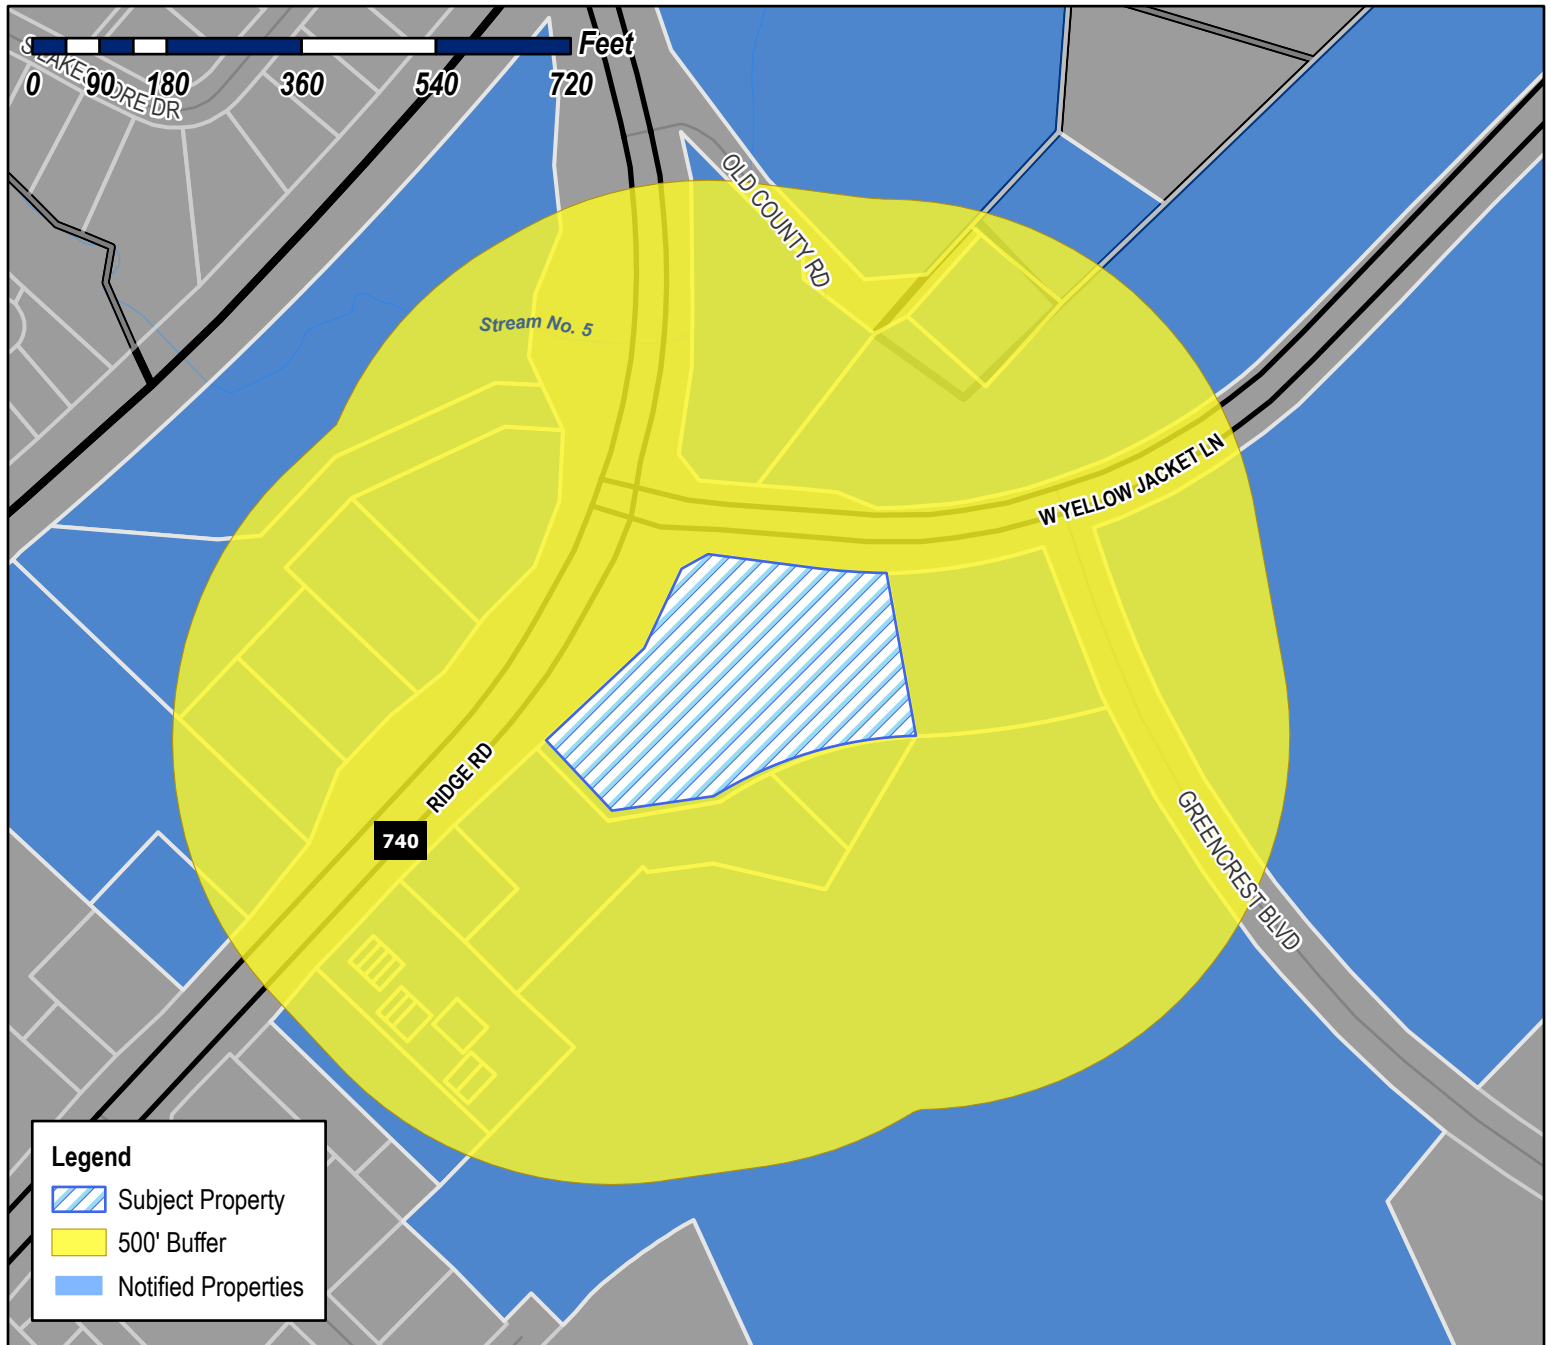 Feet
0 90 180 360 540 720
OLD COUNTY RD
Stream No. 5
W YELLOW JACKET LN
RIDGE RD
740
GREENCREST BLVD
Legend
Subject Property
500' Buffer
Notified Properties